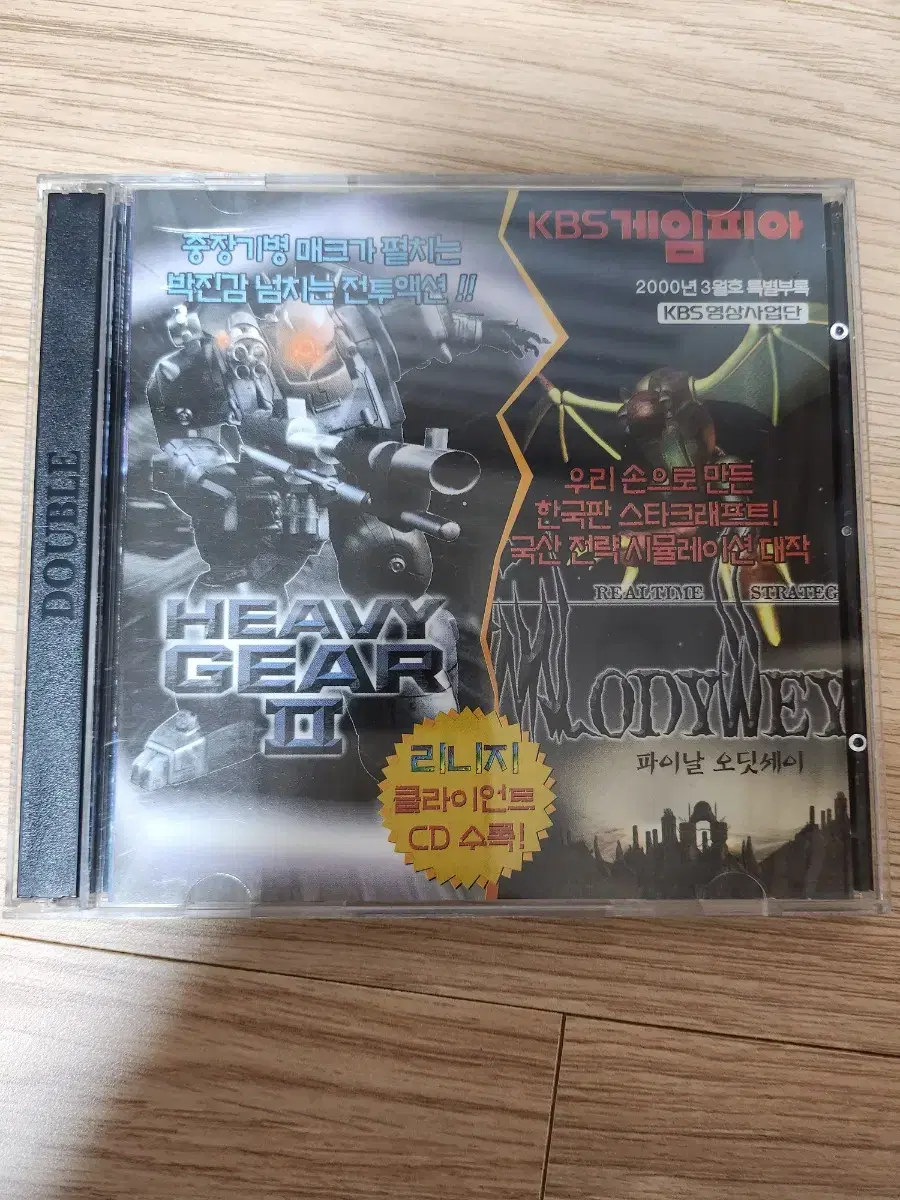 DOUBLE
중장기병 매크가 펼치는
박진감 넘치는 전투액션 !!
HEAVY
GEAR
II
KBS게임피아
2000년 3월호 특별부록
KBS 영상사업단
우리 손으로 만든
한국판 스타크래프트!
국산 전략 시뮬레이션 대작
REALTIME STRATEG
파이날 오딧세이
리니지
클라이언트
CD 수록!